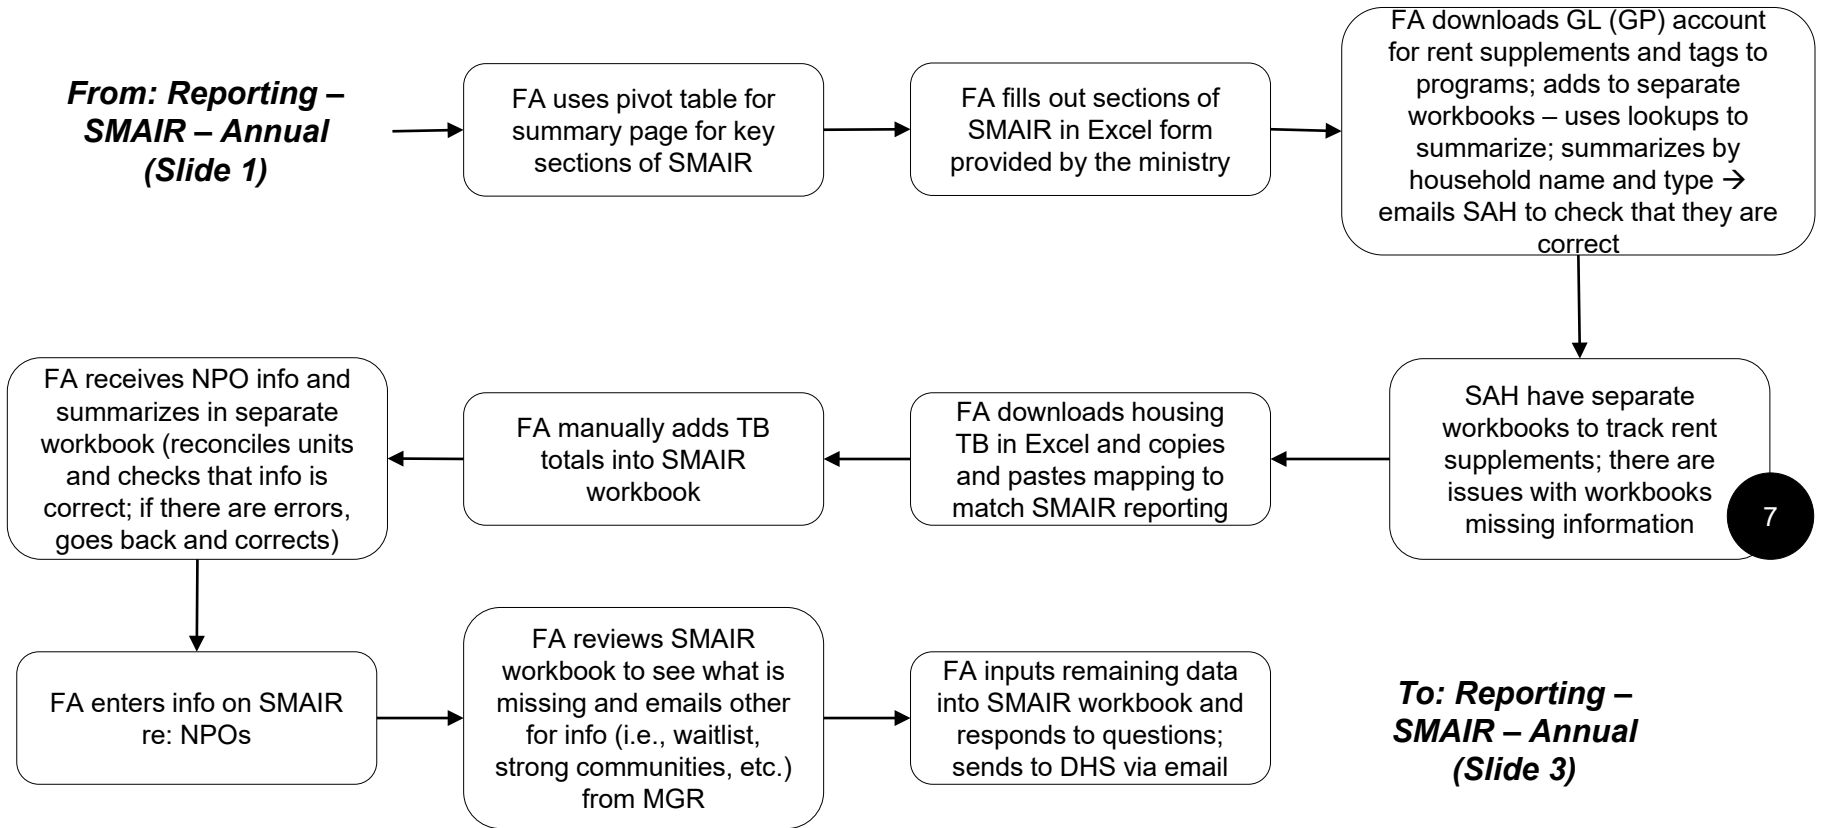 From: Reporting –
SMAIR – Annual
(Slide 1)
FA uses pivot table for
summary page for key
sections of SMAIR
FA fills out sections of
SMAIR in Excel form
provided by the ministry
FA downloads GL (GP) account
for rent supplements and tags to
programs; adds to separate
workbooks – uses lookups to
summarize; summarizes by
household name and type →
emails SAH to check that they are
correct
SAH have separate
workbooks to track rent
supplements; there are
issues with workbooks
missing information
7
FA downloads housing
TB in Excel and copies
and pastes mapping to
match SMAIR reporting
FA manually adds TB
totals into SMAIR
workbook
FA receives NPO info and
summarizes in separate
workbook (reconciles units
and checks that info is
correct; if there are errors,
goes back and corrects)
FA enters info on SMAIR
re: NPOs
FA reviews SMAIR
workbook to see what is
missing and emails other
for info (i.e., waitlist,
strong communities, etc.)
from MGR
FA inputs remaining data
into SMAIR workbook and
responds to questions;
sends to DHS via email
To: Reporting –
SMAIR – Annual
(Slide 3)